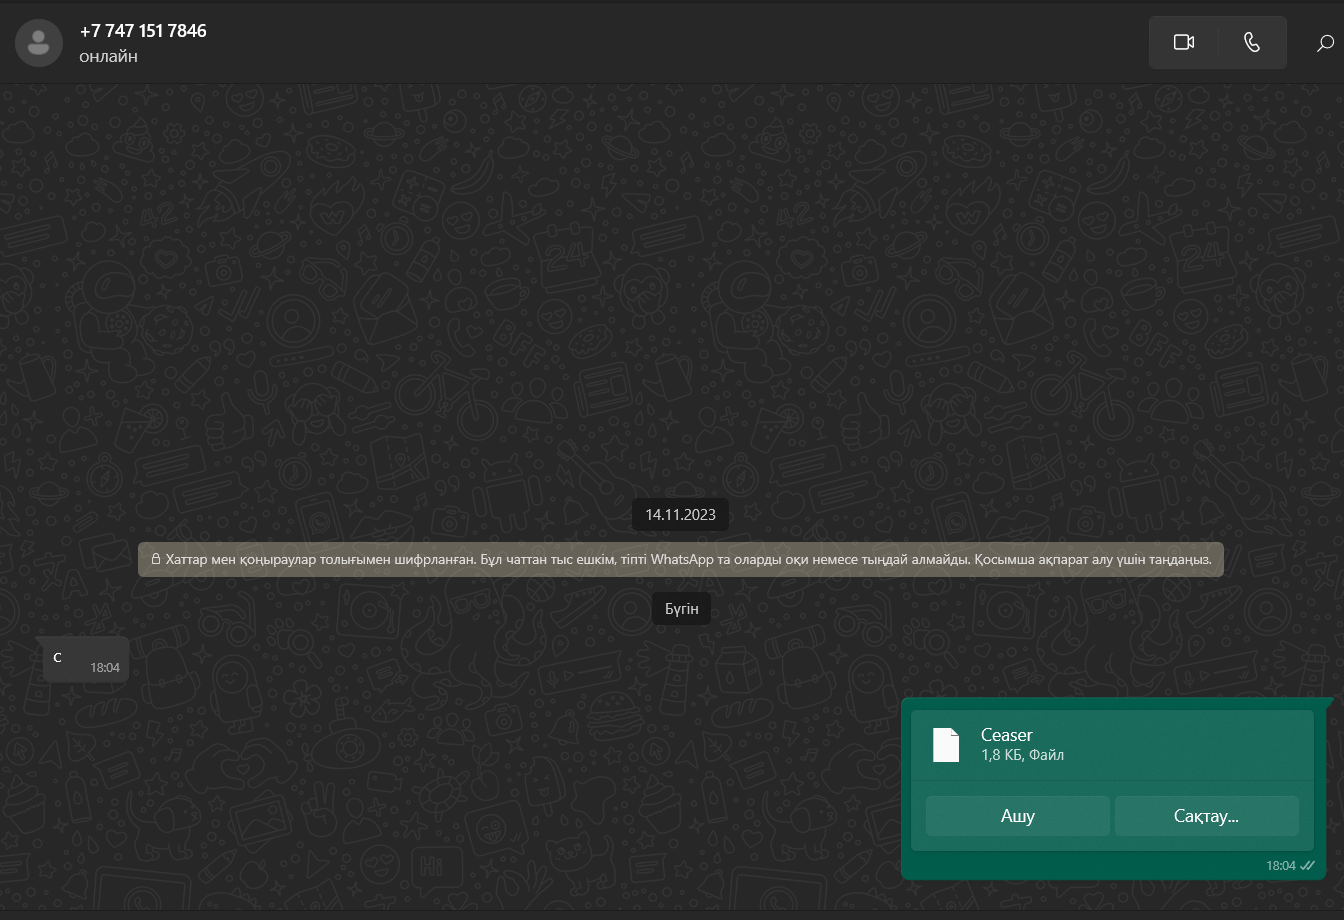 +7 747 151 7846
онлайн
14.11.2023
Хаттар мен қоңыраулар толығымен шифрланған. Бұл чаттан тыс ешкім, тіпті WhatsApp та оларды оқи немесе тыңдай алмайды. Қосымша ақпарат алу үшін таңдаңыз.
Бүгін
с
18:04
Ceaser
1,8 КБ, Файл
Ашу
Сақтау...
18:04